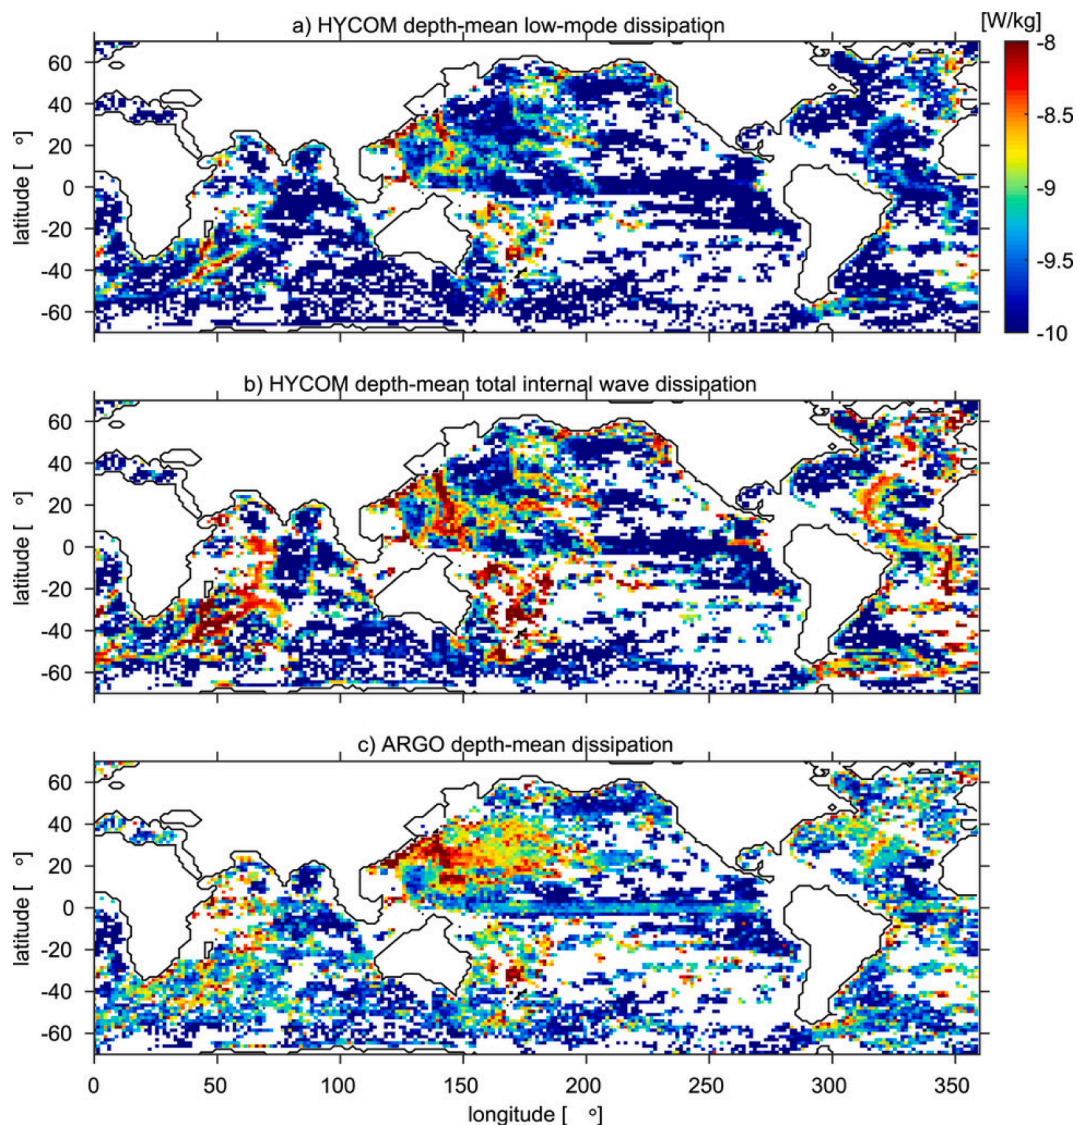 a) HYCOM depth-mean low-mode dissipation
[W/kg]
60
40
20
0
-20
-40
-60
latitude [ °]
-8
-8.5
-9
-9.5
-10
b) HYCOM depth-mean total internal wave dissipation
60
40
20
0
-20
-40
-60
latitude [ °]
c) ARGO depth-mean dissipation
60
40
20
0
-20
-40
-60
latitude [ °]
0 50 100 150 200 250 300 350
longitude [ °]